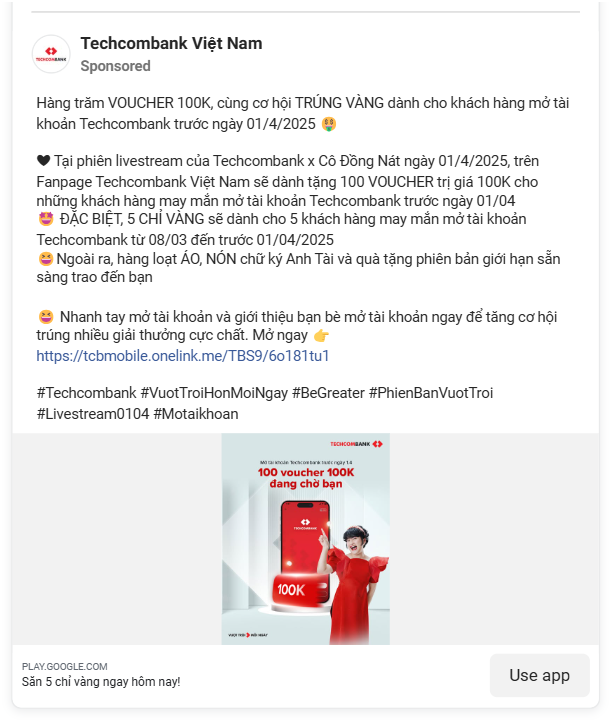 Techcombank Việt Nam
Sponsored
TECHCOMBANK
Hàng trăm VOUCHER 100K, cùng cơ hội TRÚNG VÀNG dành cho khách hàng mở tài
khoản Techcombank trước ngày 01/4/2025 🤑
🖤 Tại phiên livestream của Techcombank x Cô Đồng Nát ngày 01/4/2025, trên
Fanpage Techcombank Việt Nam sẽ dành tặng 100 VOUCHER trị giá 100K cho
những khách hàng may mắn mở tài khoản Techcombank trước ngày 01/04
🤩 ĐẶC BIỆT, 5 CHỈ VÀNG sẽ dành cho 5 khách hàng may mắn mở tài khoản
Techcombank từ 08/03 đến trước 01/04/2025
😆Ngoài ra, hàng loạt ÁO, NÓN chữ ký Anh Tài và quà tặng phiên bản giới hạn sẵn
sàng trao đến bạn
😆 Nhanh tay mở tài khoản và giới thiệu bạn bè mở tài khoản ngay để tăng cơ hội
trúng nhiều giải thưởng cực chất. Mở ngay 👉
https://tcbmobile.onelink.me/TBS9/6o181tu1
#Techcombank #VuotTroiHonMoiNgay #BeGreater #PhienBanVuotTroi
#Livestream0104 #Motaikhoan
TECHCOMBANK
Mở tài khoản Techcombank trước ngày 1.4
100 voucher 100K
đang chờ bạn
TECHCOMBANK
100K
VƯỢT TRỘI MỖI NGÀY
PLAY.GOOGLE.COM
Săn 5 chỉ vàng ngay hôm nay!
Use app